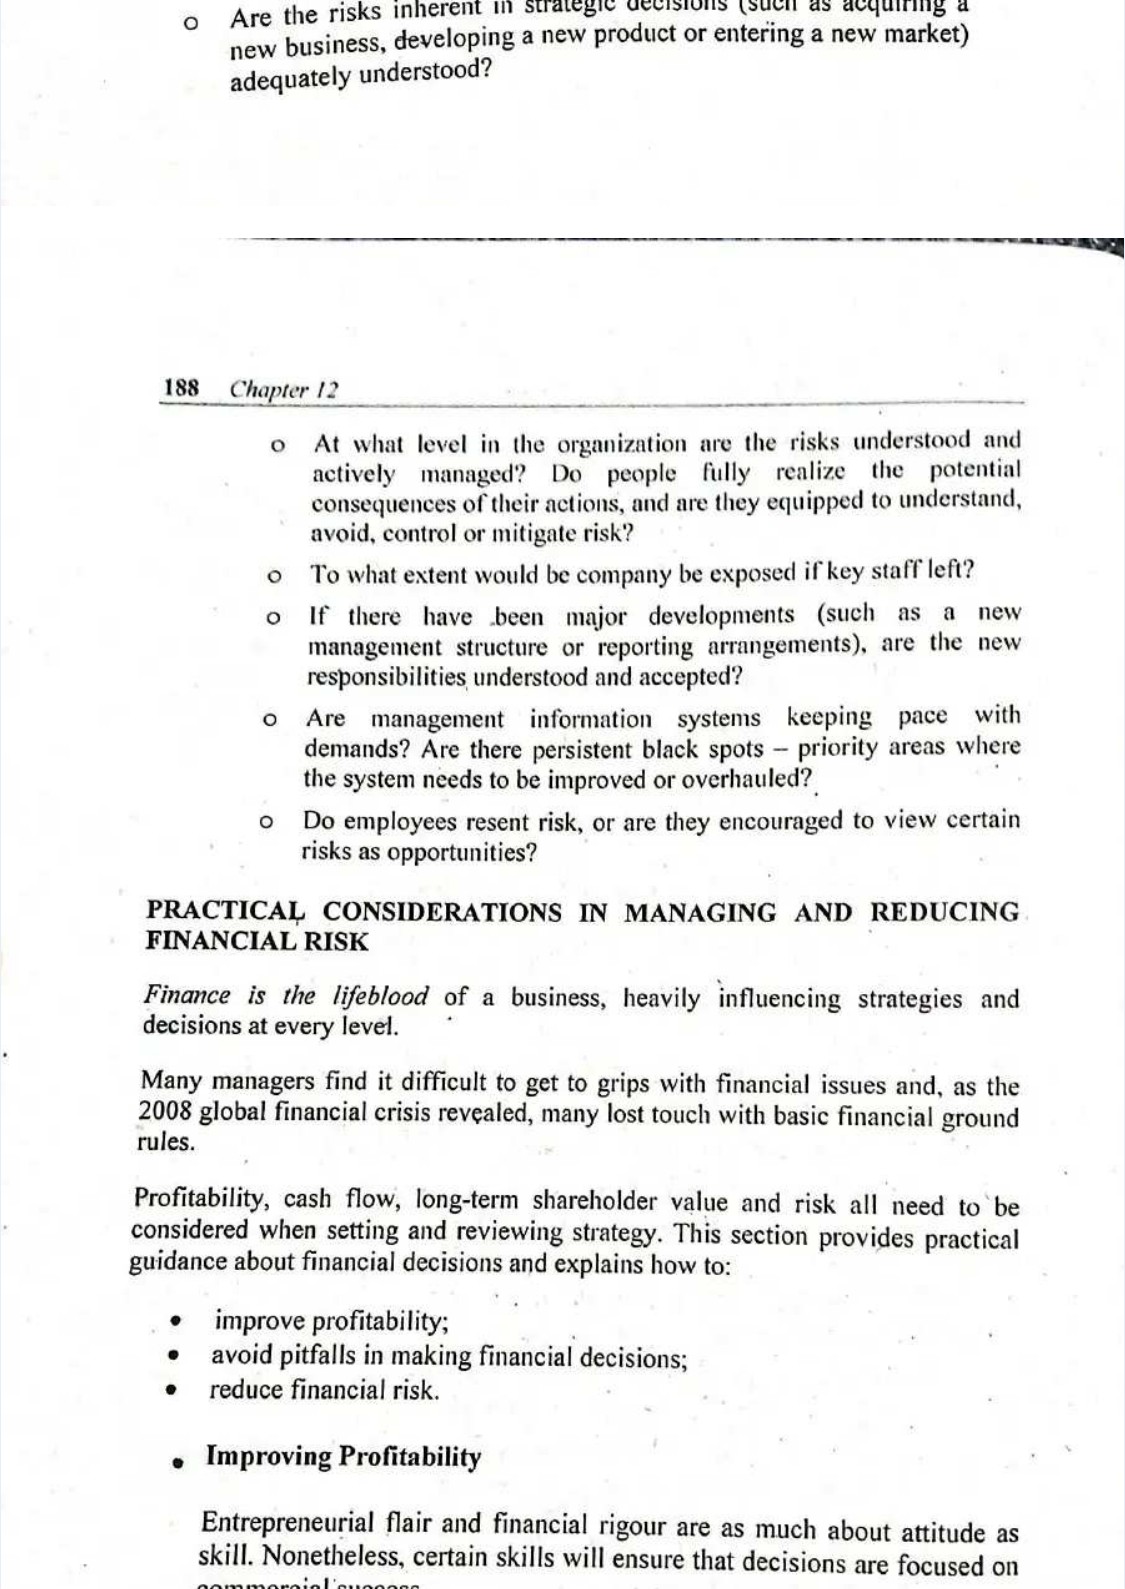 o Are the risks inherent in strategic decisions (such as acquiring a
new business, developing a new product or entering a new market)
adequately understood?
188 Chapter 12
o At what level in the organization are the risks understood and
actively managed? Do people fully realize the potential
consequences of their actions, and are they equipped to understand,
avoid, control or mitigate risk?
o To what extent would be company be exposed if key staff left?
o If there have been major developments (such as a new
management structure or reporting arrangements), are the new
responsibilities understood and accepted?
o Are management information systems keeping pace with
demands? Are there persistent black spots – priority areas where
the system needs to be improved or overhauled?
o Do employees resent risk, or are they encouraged to view certain
risks as opportunities?
PRACTICAL CONSIDERATIONS IN MANAGING AND REDUCING
FINANCIAL RISK
Finance is the lifeblood of a business, heavily influencing strategies and
decisions at every level.
Many managers find it difficult to get to grips with financial issues and, as the
2008 global financial crisis revealed, many lost touch with basic financial ground
rules.
Profitability, cash flow, long-term shareholder value and risk all need to be
considered when setting and reviewing strategy. This section provides practical
guidance about financial decisions and explains how to:
• improve profitability;
• avoid pitfalls in making financial decisions;
• reduce financial risk.
• Improving Profitability
Entrepreneurial flair and financial rigour are as much about attitude as
skill. Nonetheless, certain skills will ensure that decisions are focused on
commercial success